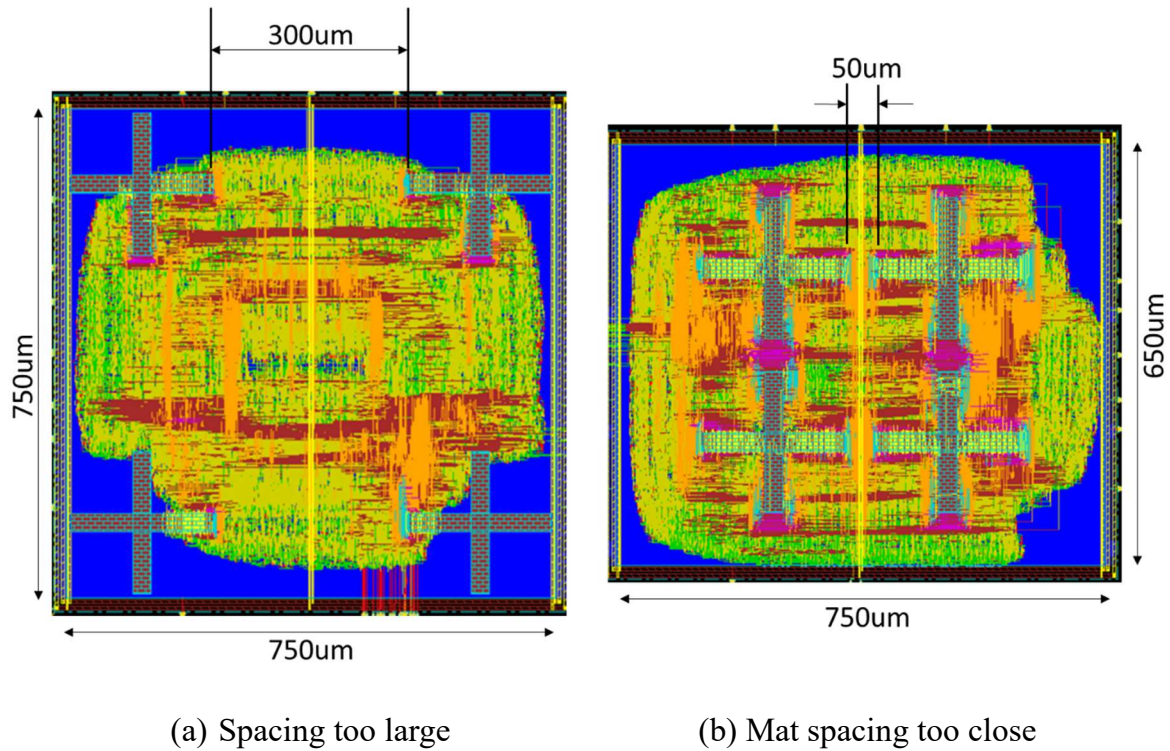 300um
50um
750um
650um
750um
750um
(a) Spacing too large
(b) Mat spacing too close